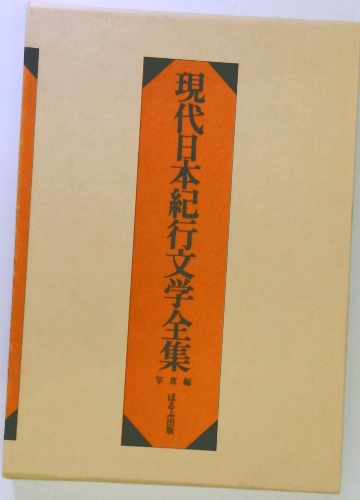 現代日本紀行文学全集
写真編
ほるぷ出版